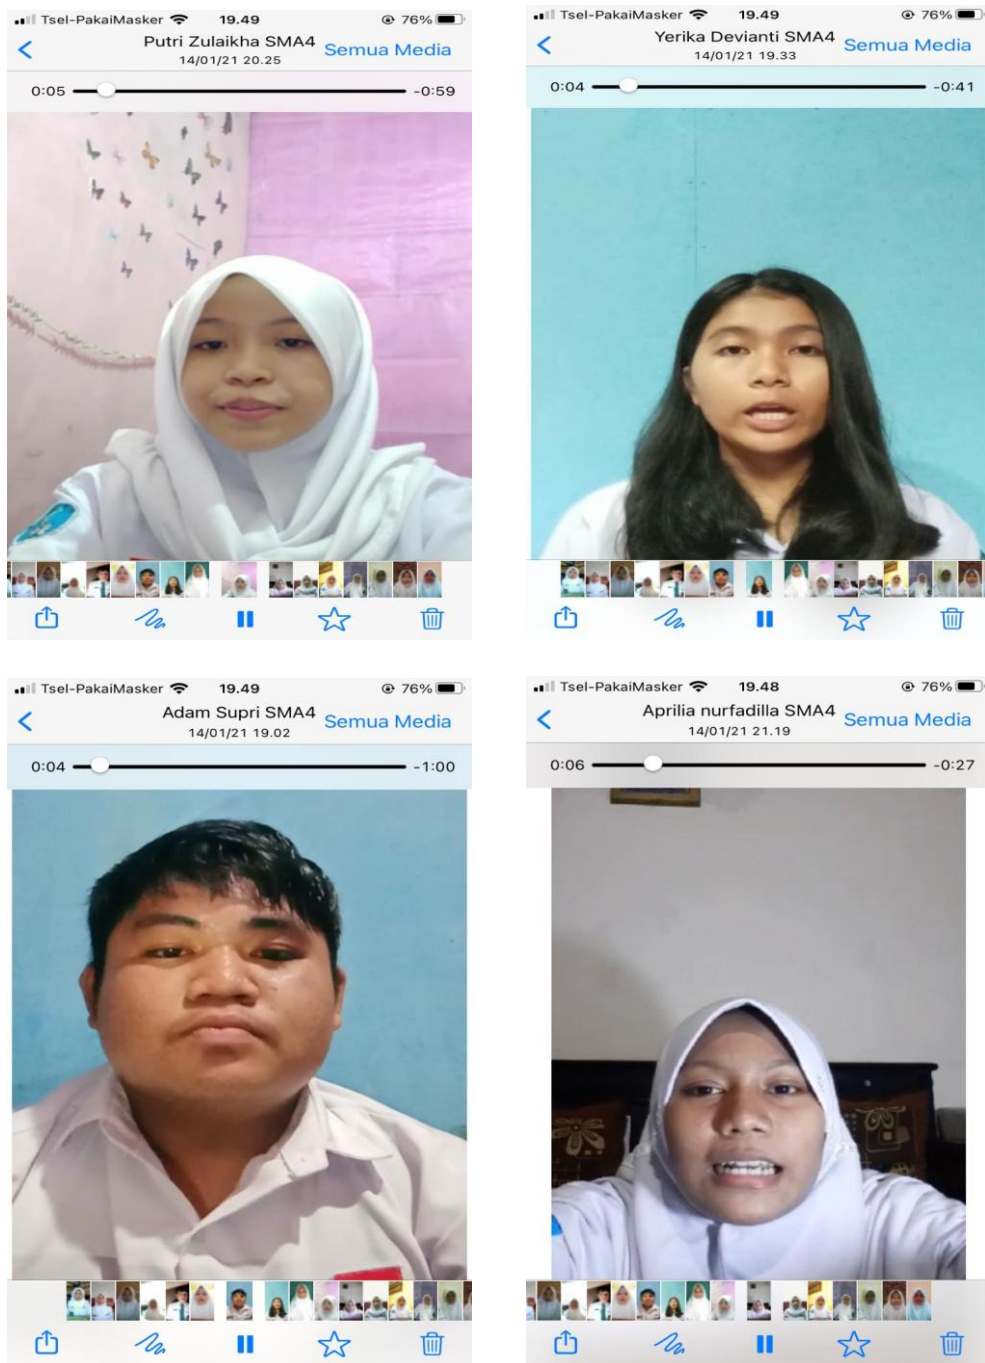 Tsel-PakaiMasker 19.49 76%
Putri Zulaikha SMA4
Semua Media
14/01/21 20.25
0:05 -0:59
Tsel-PakaiMasker 19.49 76%
Yerika Devianti SMA4
Semua Media
14/01/21 19.33
0:04 -0:41
Tsel-PakaiMasker 19.49 76%
Adam Supri SMA4
Semua Media
14/01/21 19.02
0:04 -1:00
Tsel-PakaiMasker 19.48 76%
Aprilia nurfadilla SMA4
Semua Media
14/01/21 21.19
0:06 -0:27